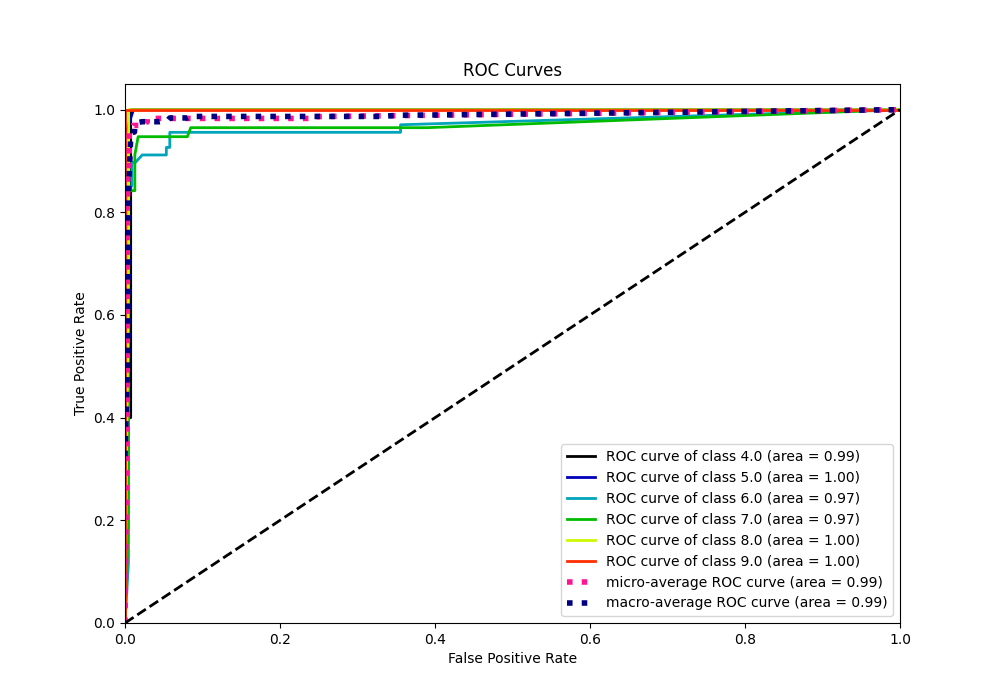 ROC Curves
True Positive Rate
1.0
0.8
0.6
0.4
0.2
0.0
ROC curve of class 4.0 (area = 0.99)
ROC curve of class 5.0 (area = 1.00)
ROC curve of class 6.0 (area = 0.97)
ROC curve of class 7.0 (area = 0.97)
ROC curve of class 8.0 (area = 1.00)
ROC curve of class 9.0 (area = 1.00)
micro-average ROC curve (area = 0.99)
macro-average ROC curve (area = 0.99)
0.0 0.2 0.4 0.6 0.8 1.0
False Positive Rate